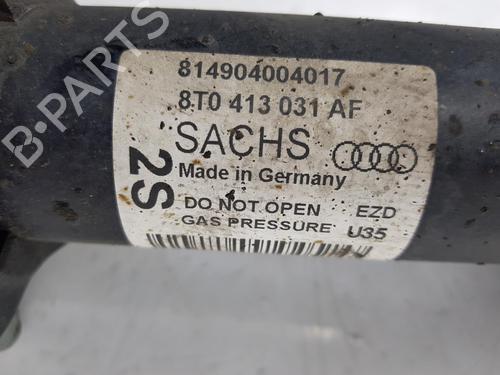 814904004017
8T0 413 031 AF
SACHS
Made in Germany
2S
DO NOT OPEN EZD
GAS PRESSURE U35
B-PARTS